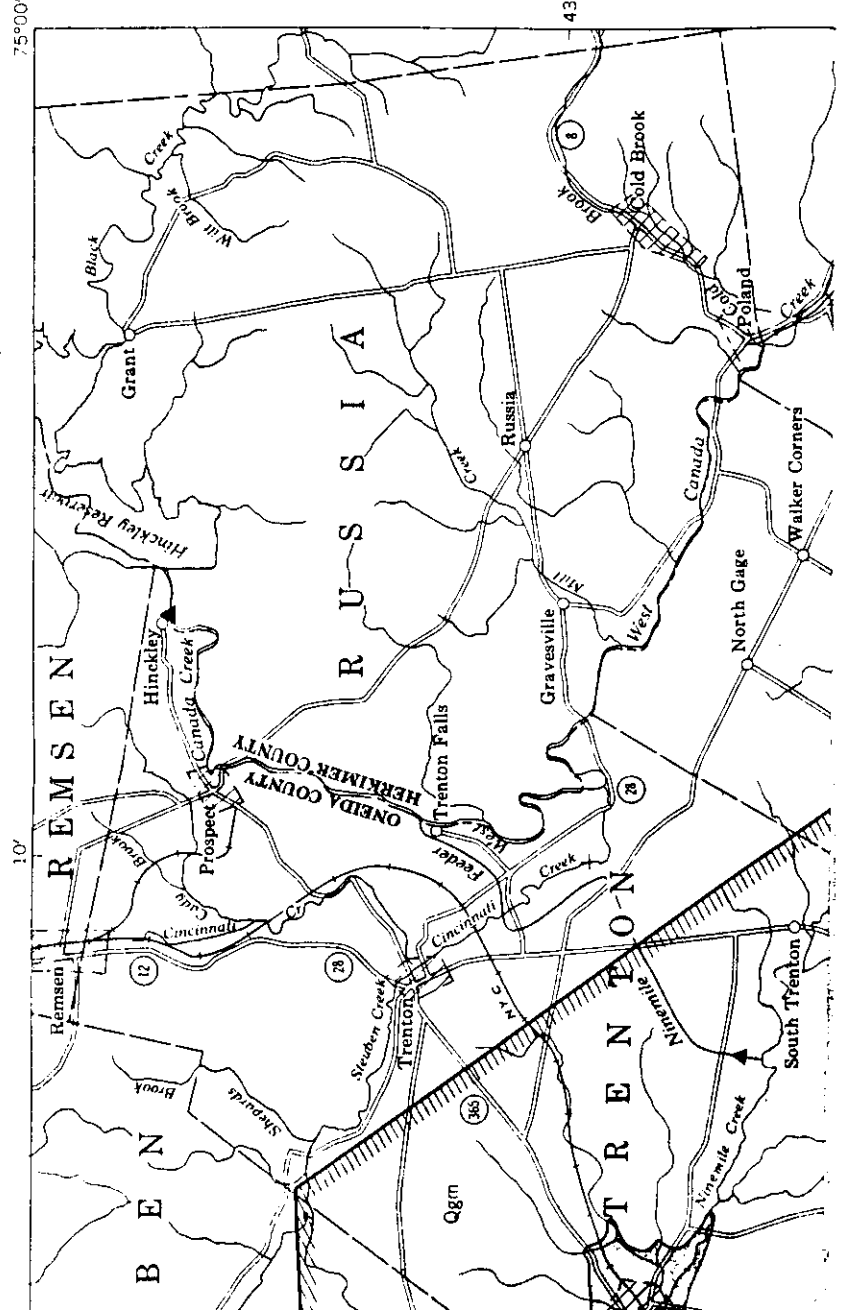 75°00'
43
10'
Black
Creek
Witt Brook
Grant
Hinckley Reservoir
REMSEN
Hinckley
Canada Creek
Prospect
Cady
Brook
Cincinnati
Cr
Remsen
12
28
ONEIDA COUNTY
HERKIMER COUNTY
RUSSIA
Creek
Mill
Russia
Gravesville
8
Brook
Cold Brook
Cold
Poland
Creek
Canada
West
Walker Corners
North Gage
Trenton Falls
West
Feeder
28
Cincinnati
Creek
Steuben Creek
Trenton
NYC
Shepards
Brook
BEN
365
TRENTON
Ninemile
South Trenton
Ninemile Creek
Qgm